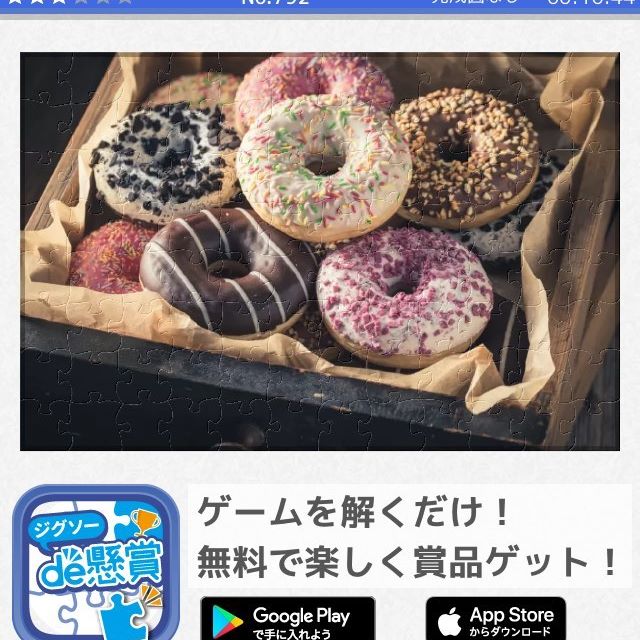 No.792
ゲームを解くだけ！
無料で楽しく賞品ゲット！
ジグソー
de懸賞
Google Play
で手に入れよう
App Store
からダウンロード